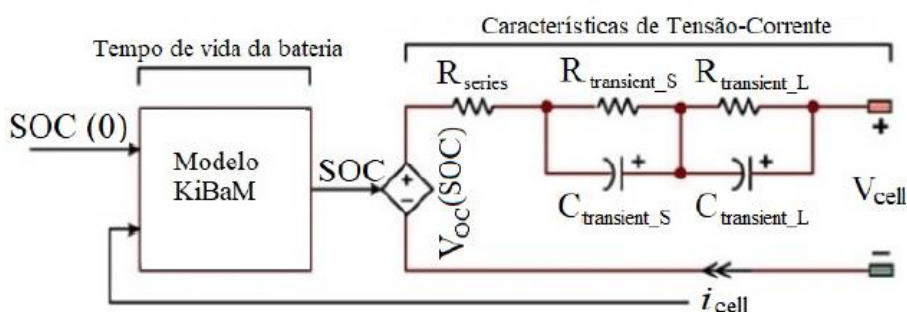 Características de Tensão-Corrente
Tempo de vida da bateria
R series
R transient_S
R transient_L
SOC (0)
Modelo
KiBaM
SOC
+
−
V OC (SOC)
+
+
C transient_S
C transient_L
+
V cell
−
i cell